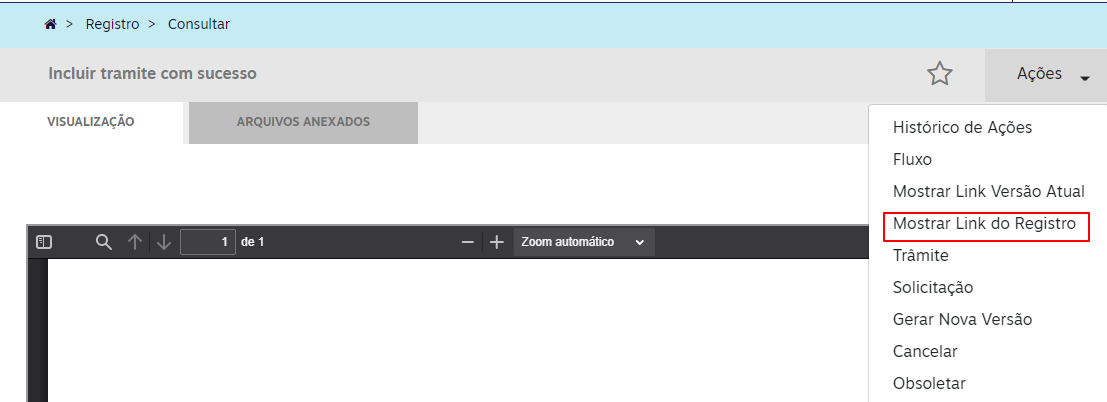 > Registro > Consultar
Incluir tramite com sucesso
Ações
VISUALIZAÇÃO
ARQUIVOS ANEXADOS
Histórico de Ações
Fluxo
Mostrar Link Versão Atual
Mostrar Link do Registro
Trâmite
Solicitação
Gerar Nova Versão
Cancelar
Obsoletar
1 de 1
Zoom automático